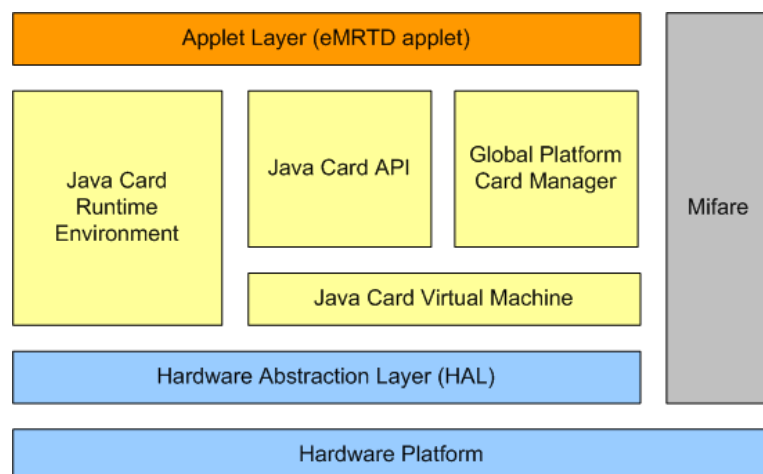 Applet Layer (eMRTD applet)
Java Card
Runtime
Environment
Java Card API
Global Platform
Card Manager
Mifare
Java Card Virtual Machine
Hardware Abstraction Layer (HAL)
Hardware Platform